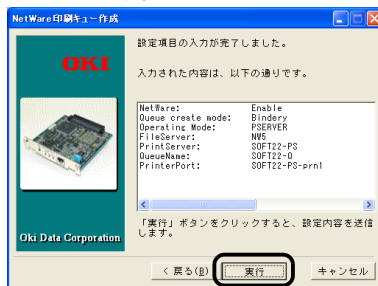 NetWare印刷キュー作成
OKI
設定項目の入力が完了しました。
入力された内容は、以下の通りです。
NetWare: Enable
Queue create mode: Bindery
Operating Mode: PSERVER
FileServer: NW5
PrintServer: SOFT22-PS
QueueName: SOFT22-Q
PrinterPort: SOFT22-PS-prn1
「実行」ボタンをクリックすると、設定内容を送信
します。
Oki Data Corporation
< 戻る(B)
実行
キャンセル